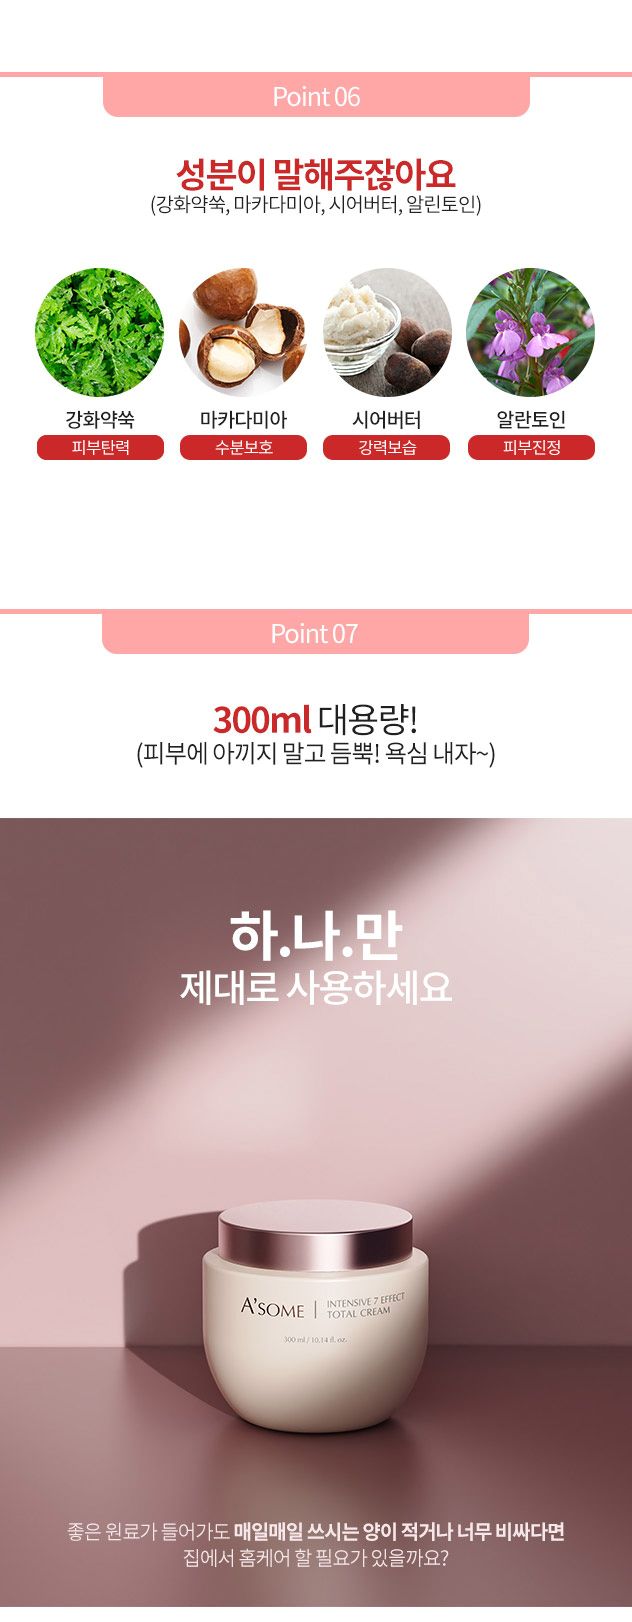 Point 06
성분이 말해주잖아요
(강화약쑥, 마카다미아, 시어버터, 알린토인)
강화약쑥
피부탄력
마카다미아
수분보호
시어버터
강력보습
알란토인
피부진정
Point 07
300ml 대용량!
(피부에 아끼지 말고 듬뿍! 욕심 내자~)
하.나.만
제대로 사용하세요
A'SOME | INTENSIVE 7 EFFECT
TOTAL CREAM
300 ml / 10.14 fl. oz.
좋은 원료가 들어가도 매일매일 쓰시는 양이 적거나 너무 비싸다면
집에서 홈케어 할 필요가 있을까요?